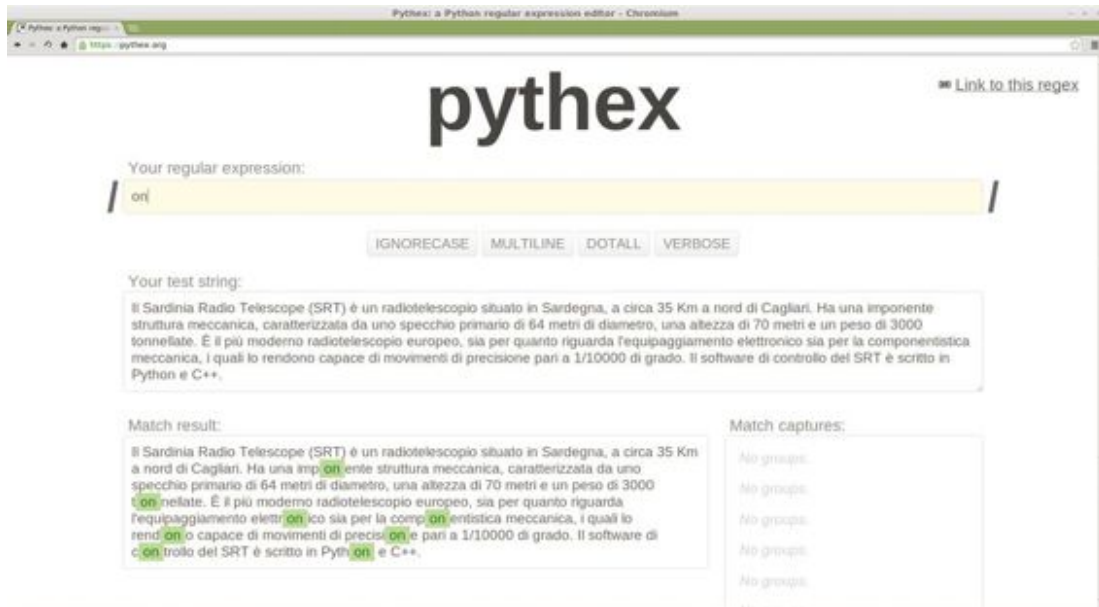 Pythex: a Python regular expression editor - Chromium
Pythex: a Python reg
https://pythex.org
pythex
Link to this regex
Your regular expression:
/ on /
IGNORECASE MULTILINE DOTALL VERBOSE
Your test string:
Il Sardinia Radio Telescope (SRT) è un radiotelescopio situato in Sardegna, a circa 35 Km a nord di Cagliari. Ha una imponente
struttura meccanica, caratterizzata da uno specchio primario di 64 metri di diametro, una altezza di 70 metri e un peso di 3000
tonnellate. È il più moderno radiotelescopio europeo, sia per quanto riguarda l'equipaggiamento elettronico sia per la componentistica
meccanica, i quali lo rendono capace di movimenti di precisione pari a 1/10000 di grado. Il software di controllo del SRT è scritto in
Python e C++.
Match result:
Il Sardinia Radio Telescope (SRT) è un radiotelescopio situato in Sardegna, a circa 35 Km
a nord di Cagliari. Ha una imponente struttura meccanica, caratterizzata da uno
specchio primario di 64 metri di diametro, una altezza di 70 metri e un peso di 3000
tonnellate. È il più moderno radiotelescopio europeo, sia per quanto riguarda
l'equipaggiamento elettronico sia per la componentistica meccanica, i quali lo
rendono capace di movimenti di precisione pari a 1/10000 di grado. Il software di
controllo del SRT è scritto in Python e C++.
Match captures:
No groups.
No groups.
No groups.
No groups.
No groups.